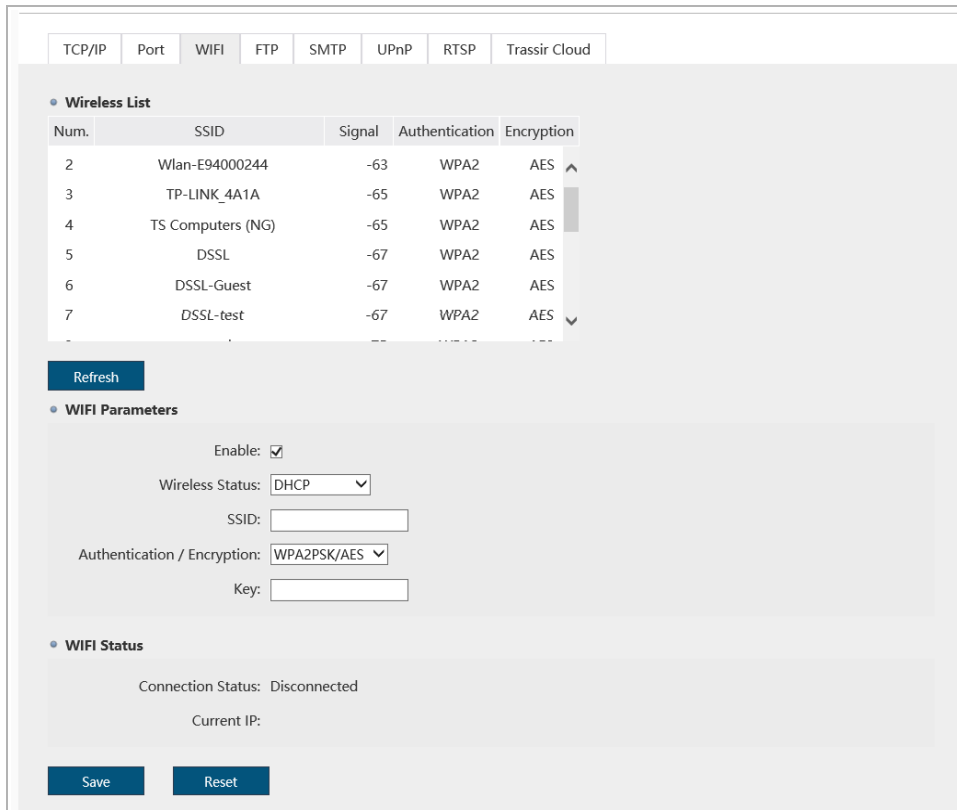 TCP/IP Port WIFI FTP SMTP UPnP RTSP Trassir Cloud
Wireless List
Num. SSID Signal Authentication Encryption
2 Wlan-E94000244 -63 WPA2 AES
3 TP-LINK_4A1A -65 WPA2 AES
4 TS Computers (NG) -65 WPA2 AES
5 DSSL -67 WPA2 AES
6 DSSL-Guest -67 WPA2 AES
7 DSSL-test -67 WPA2 AES
Refresh
WIFI Parameters
Enable:
Wireless Status: DHCP
SSID:
Authentication / Encryption: WPA2PSK/AES
Key:
WIFI Status
Connection Status: Disconnected
Current IP:
Save Reset